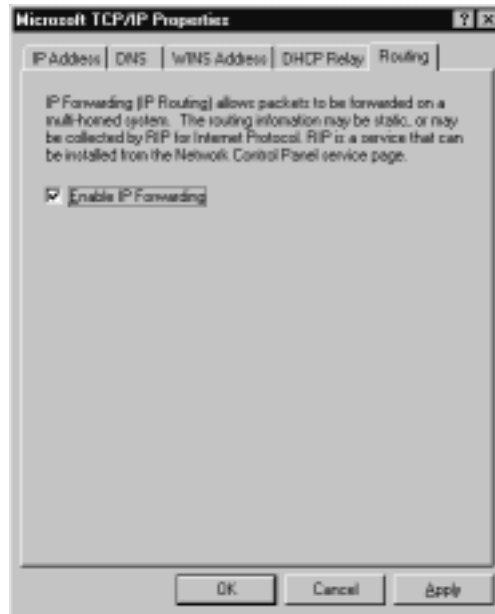 Microsoft TCP/IP Properties
IP Address DNS WINS Address DHCP Relay Routing
IP Forwarding (IP Routing) allows packets to be forwarded on a
multi-homed system. The routing infomation may be static, or may
be collected by RIP for Internet Protocol. RIP is a service that can
be installed from the Network Control Panel service page.
Enable IP Forwarding
OK Cancel Apply